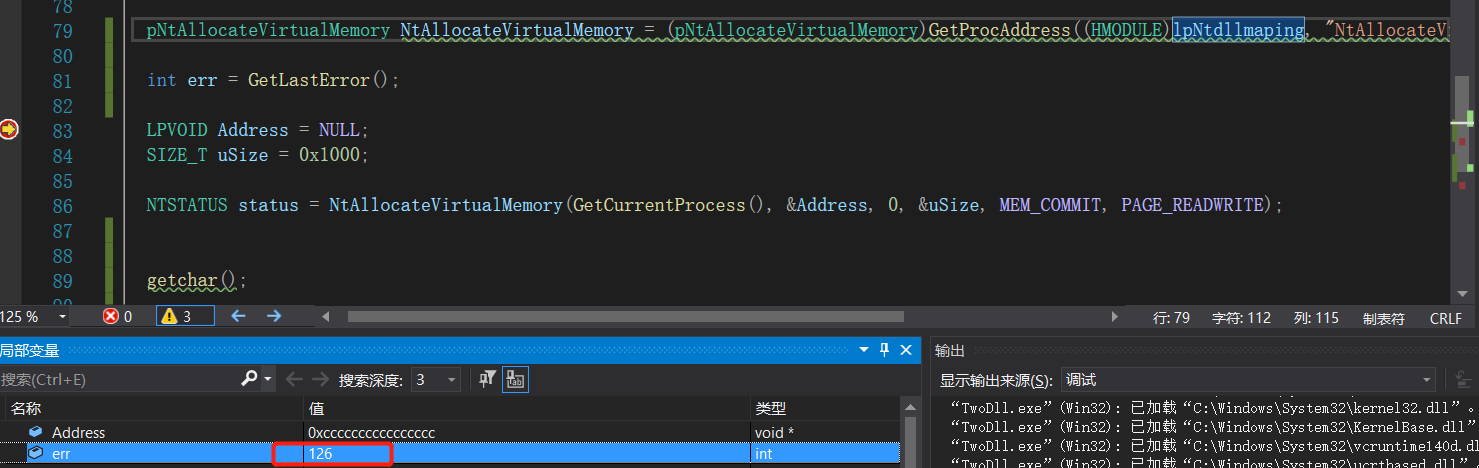 78
79 pNtAllocateVirtualMemory NtAllocateVirtualMemory = (pNtAllocateVirtualMemory)GetProcAddress((HMODULE)lpNtdllmaping, "NtAllocateVi
80
81 int err = GetLastError();
82
83 LPVOID Address = NULL;
84 SIZE_T uSize = 0x1000;
85
86 NTSTATUS status = NtAllocateVirtualMemory(GetCurrentProcess(), &Address, 0, &uSize, MEM_COMMIT, PAGE_READWRITE);
87
88
89 getchar();
90
125 % 0 3 行: 79 字符: 112 列: 115 制表符 CRLF
局部变量
搜索(Ctrl+E) 搜索深度: 3
名称 值 类型
Address 0xcccccccccccccccc void *
err 126 int
输出
显示输出来源(S): 调试
“TwoDll.exe”(Win32): 已加载“C:\Windows\System32\kernel32.dll”。
“TwoDll.exe”(Win32): 已加载“C:\Windows\System32\KernelBase.dll”
“TwoDll.exe”(Win32): 已加载“C:\Windows\System32\vcruntime140d.dl
“TwoDll.exe”(Win32): 已加载“C:\Windows\System32\ucrtbased.dll”